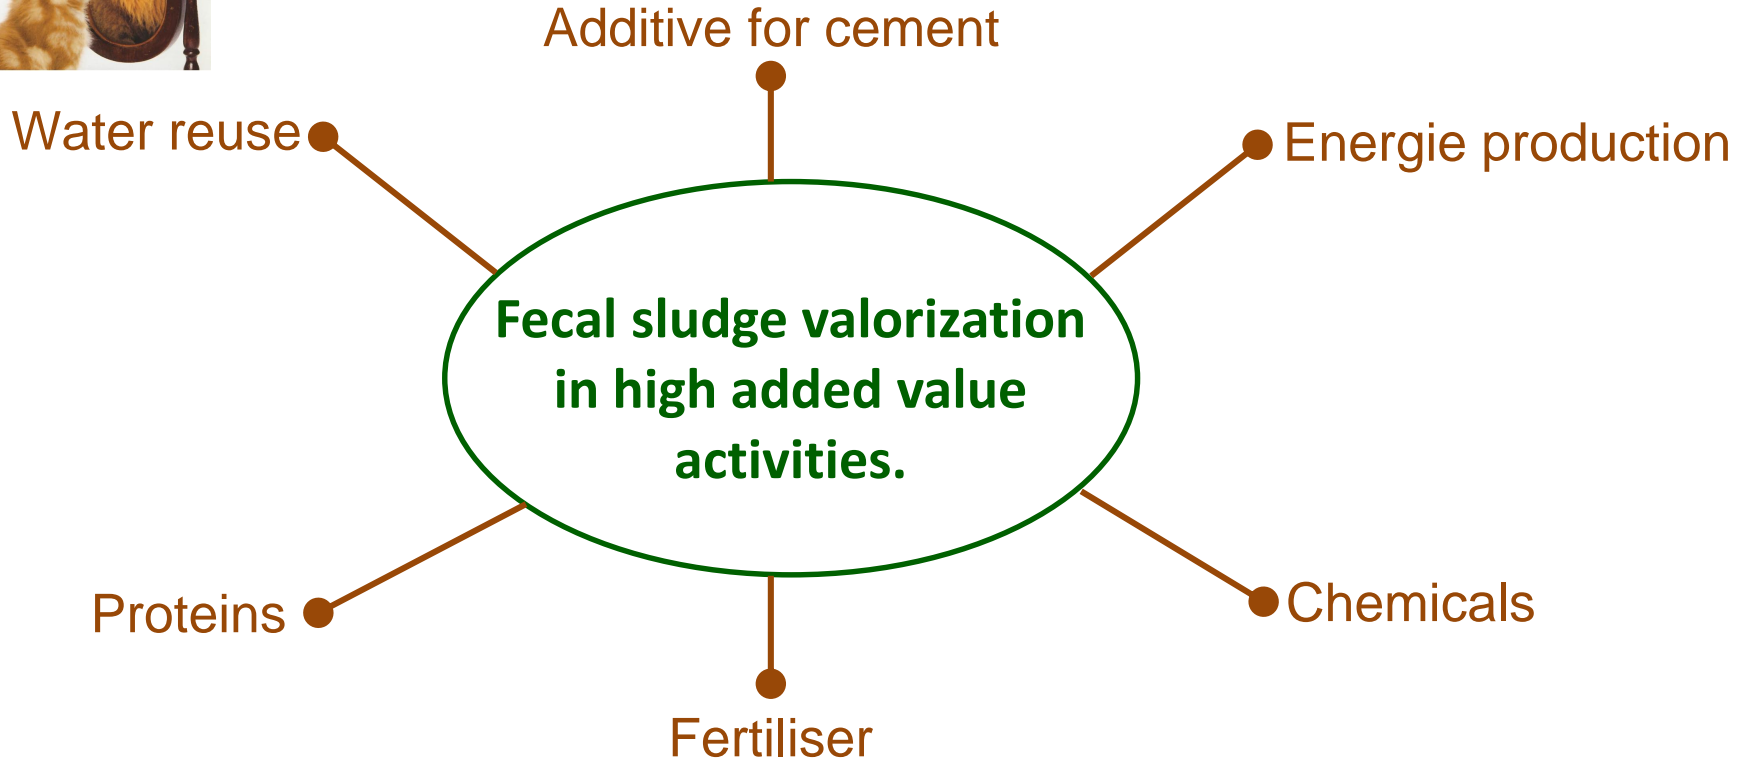 Additive for cement
Water reuse
Energie production
Fecal sludge valorization
in high added value
activities.
Proteins
Chemicals
Fertiliser